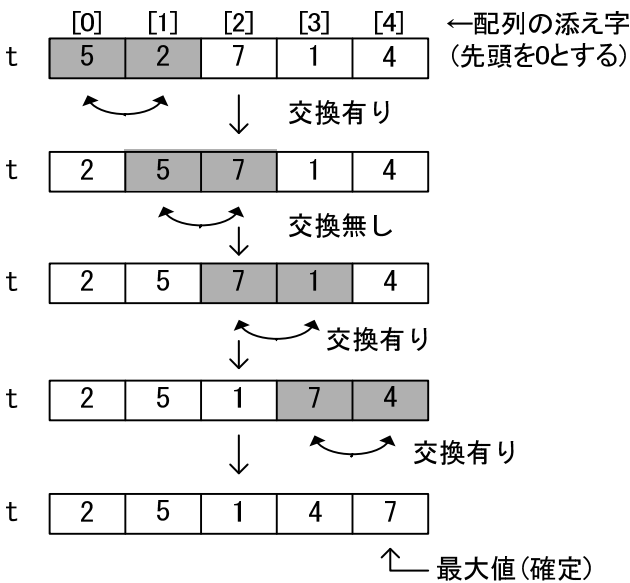 [0] [1] [2] [3] [4] ←配列の添え字
t 5 2 7 1 4 (先頭を0とする)
交換有り
t 2 5 7 1 4
交換無し
t 2 5 7 1 4
交換有り
t 2 5 1 7 4
交換有り
t 2 5 1 4 7
最大値(確定)